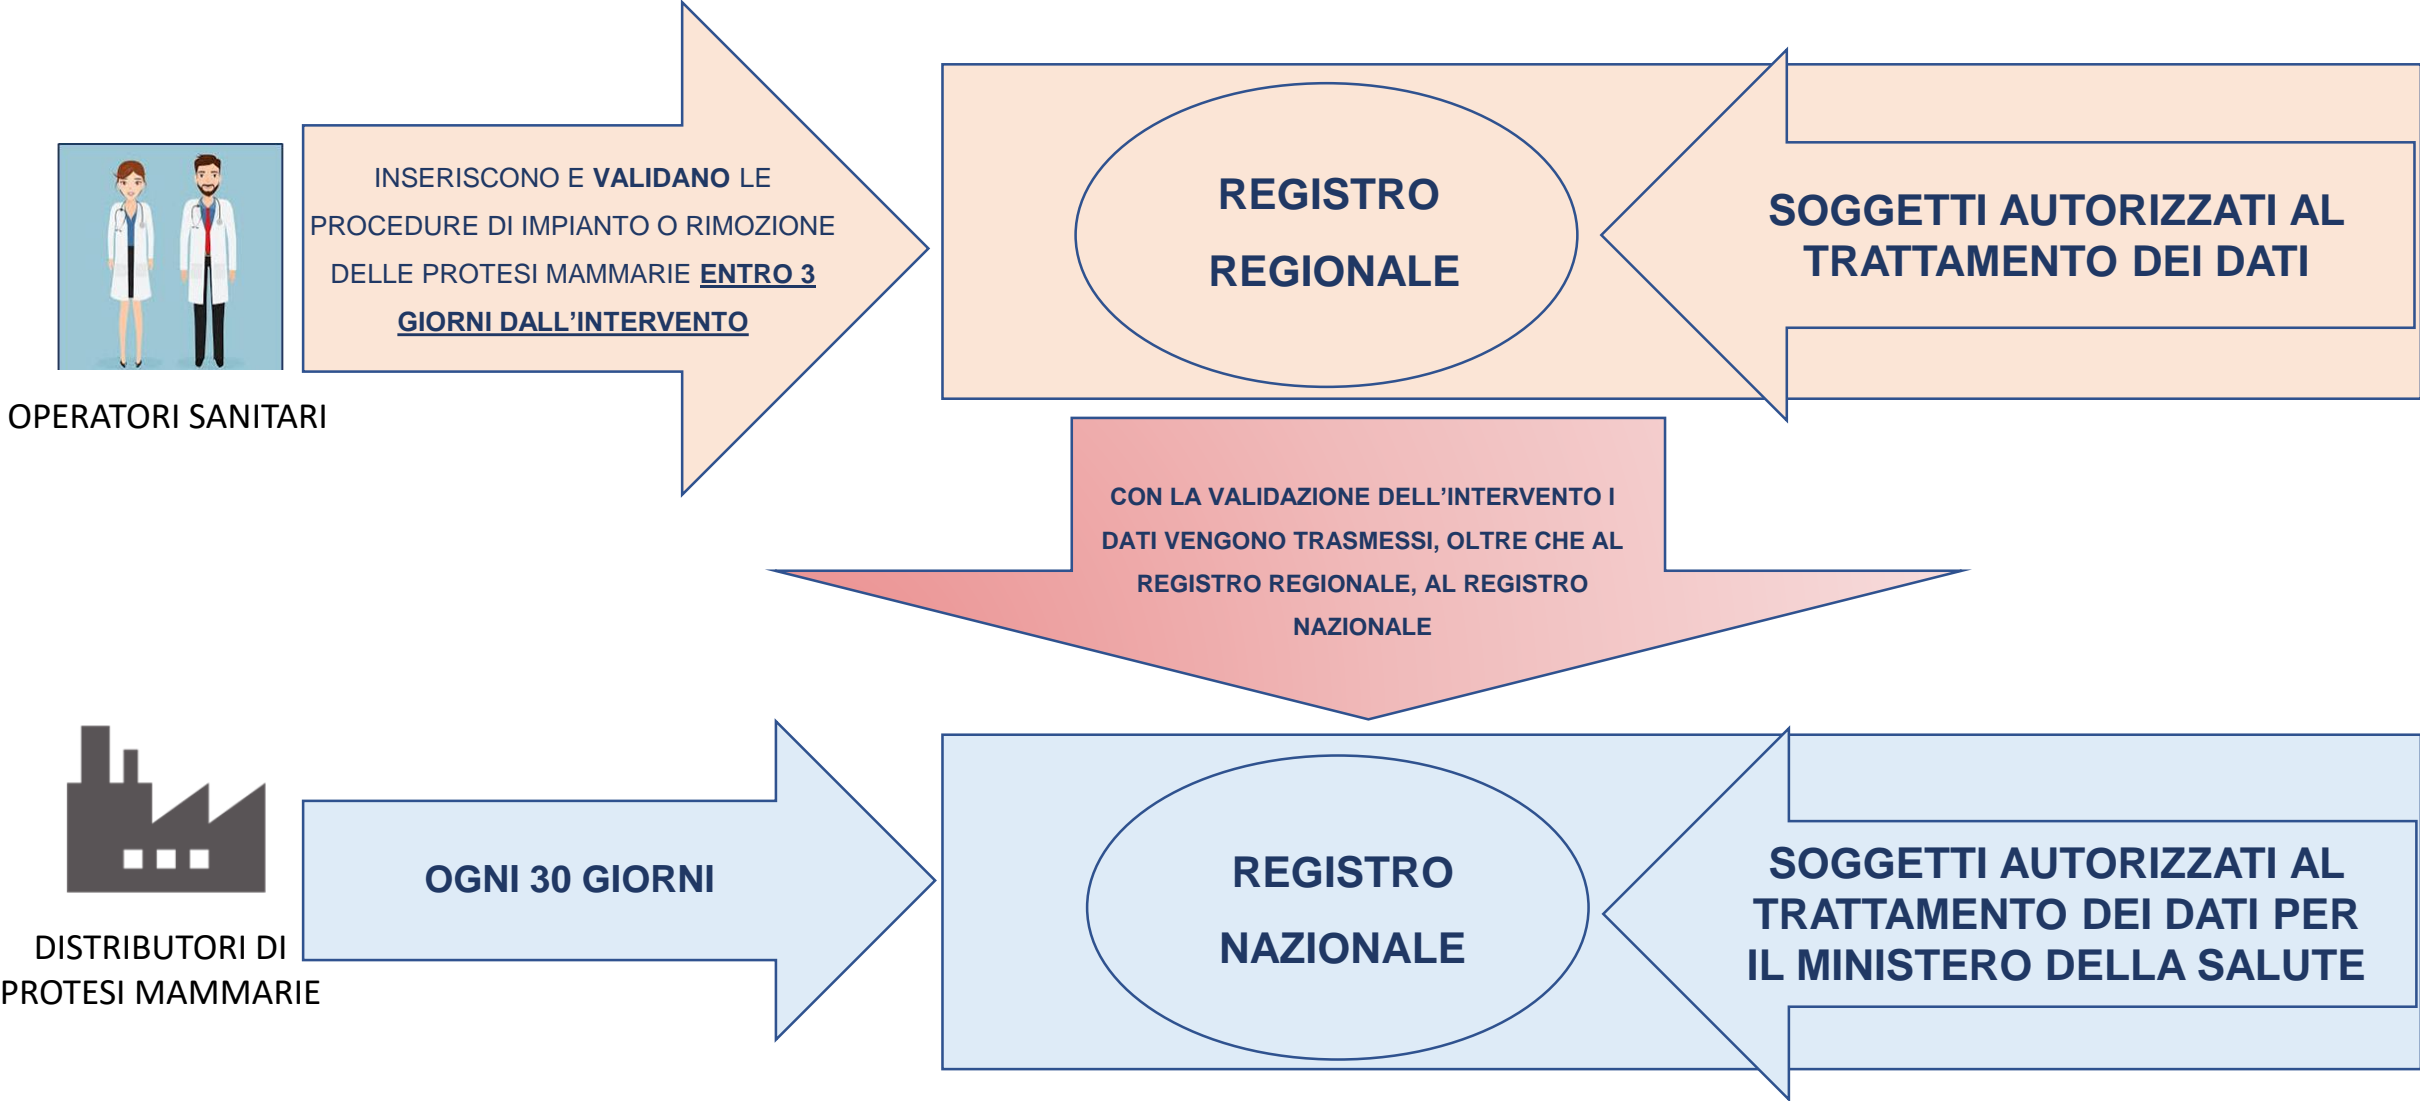 INSERISCONO E VALIDANO LE
PROCEDURE DI IMPIANTO O RIMOZIONE
DELLE PROTESI MAMMARIE ENTRO 3
GIORNI DALL'INTERVENTO
OPERATORI SANITARI
REGISTRO
REGIONALE
SOGGETTI AUTORIZZATI AL
TRATTAMENTO DEI DATI
CON LA VALIDAZIONE DELL'INTERVENTO I
DATI VENGONO TRASMESSI, OLTRE CHE AL
REGISTRO REGIONALE, AL REGISTRO
NAZIONALE
DISTRIBUTORI DI
PROTESI MAMMARIE
OGNI 30 GIORNI
REGISTRO
NAZIONALE
SOGGETTI AUTORIZZATI AL
TRATTAMENTO DEI DATI PER
IL MINISTERO DELLA SALUTE